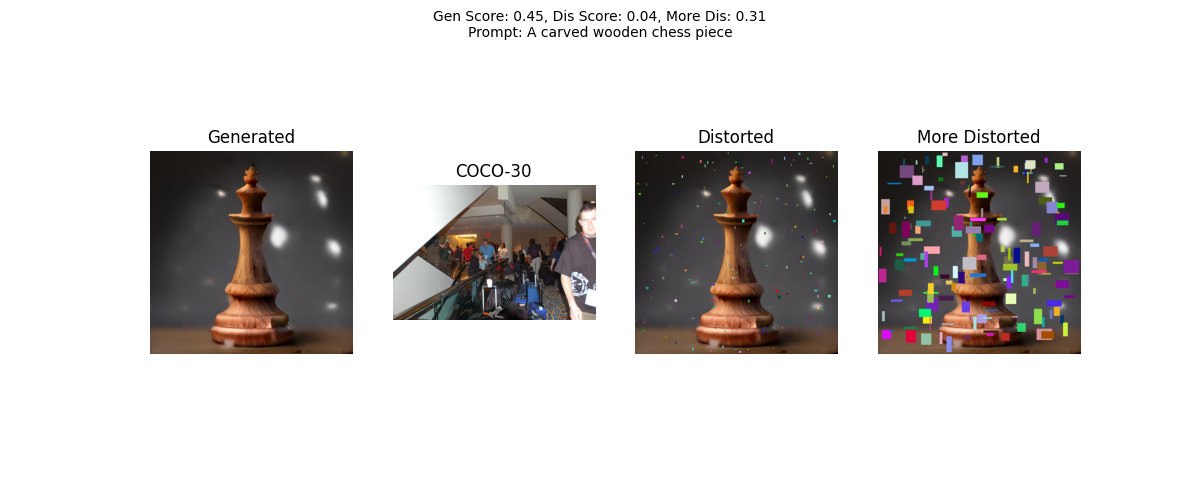 Gen Score: 0.45, Dis Score: 0.04, More Dis: 0.31
Prompt: A carved wooden chess piece
Generated
COCO-30
Distorted
More Distorted